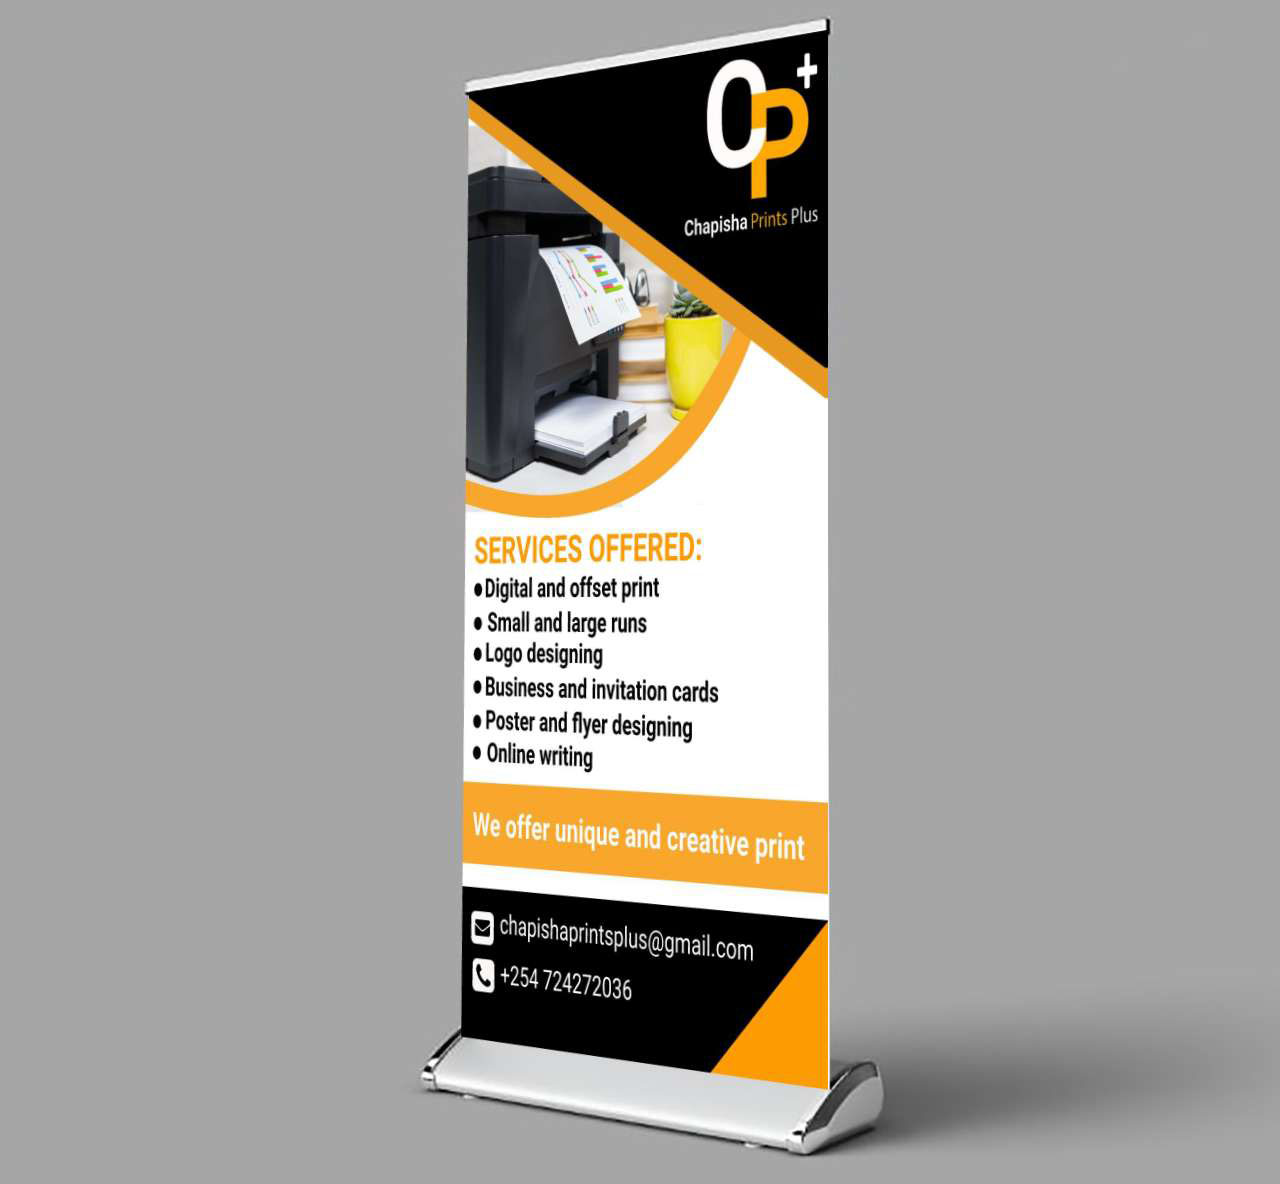 CP+
Chapisha Prints Plus
SERVICES OFFERED:
● Digital and offset print
● Small and large runs
● Logo designing
● Business and invitation cards
● Poster and flyer designing
● Online writing
We offer unique and creative print
chapishaprintsplus@gmail.com
+254 724272036